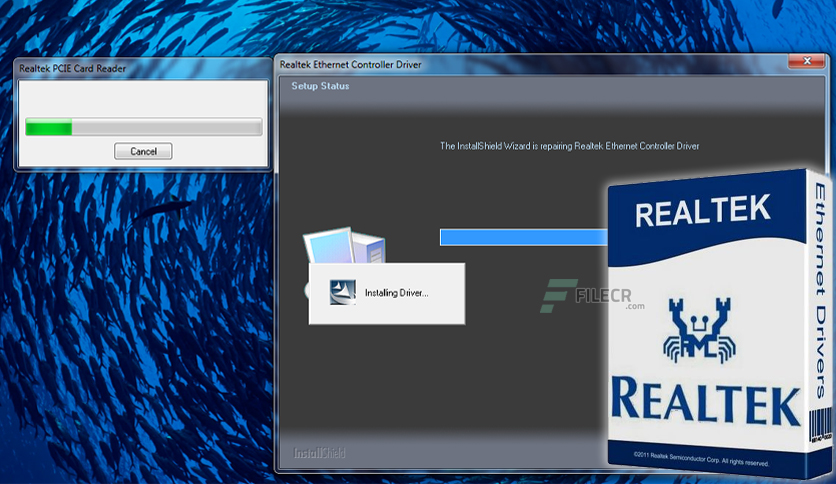 Realtek PCIE Card Reader
Cancel
Realtek Ethernet Controller Driver
Setup Status
The InstallShield Wizard is repairing Realtek Ethernet Controller Driver
Installing Driver...
InstallShield
FILECR
.com
REALTEK
RMC
REALTEK
©2011 Realtek Semiconductor Corp. All rights reserved.
Ethernet Drivers